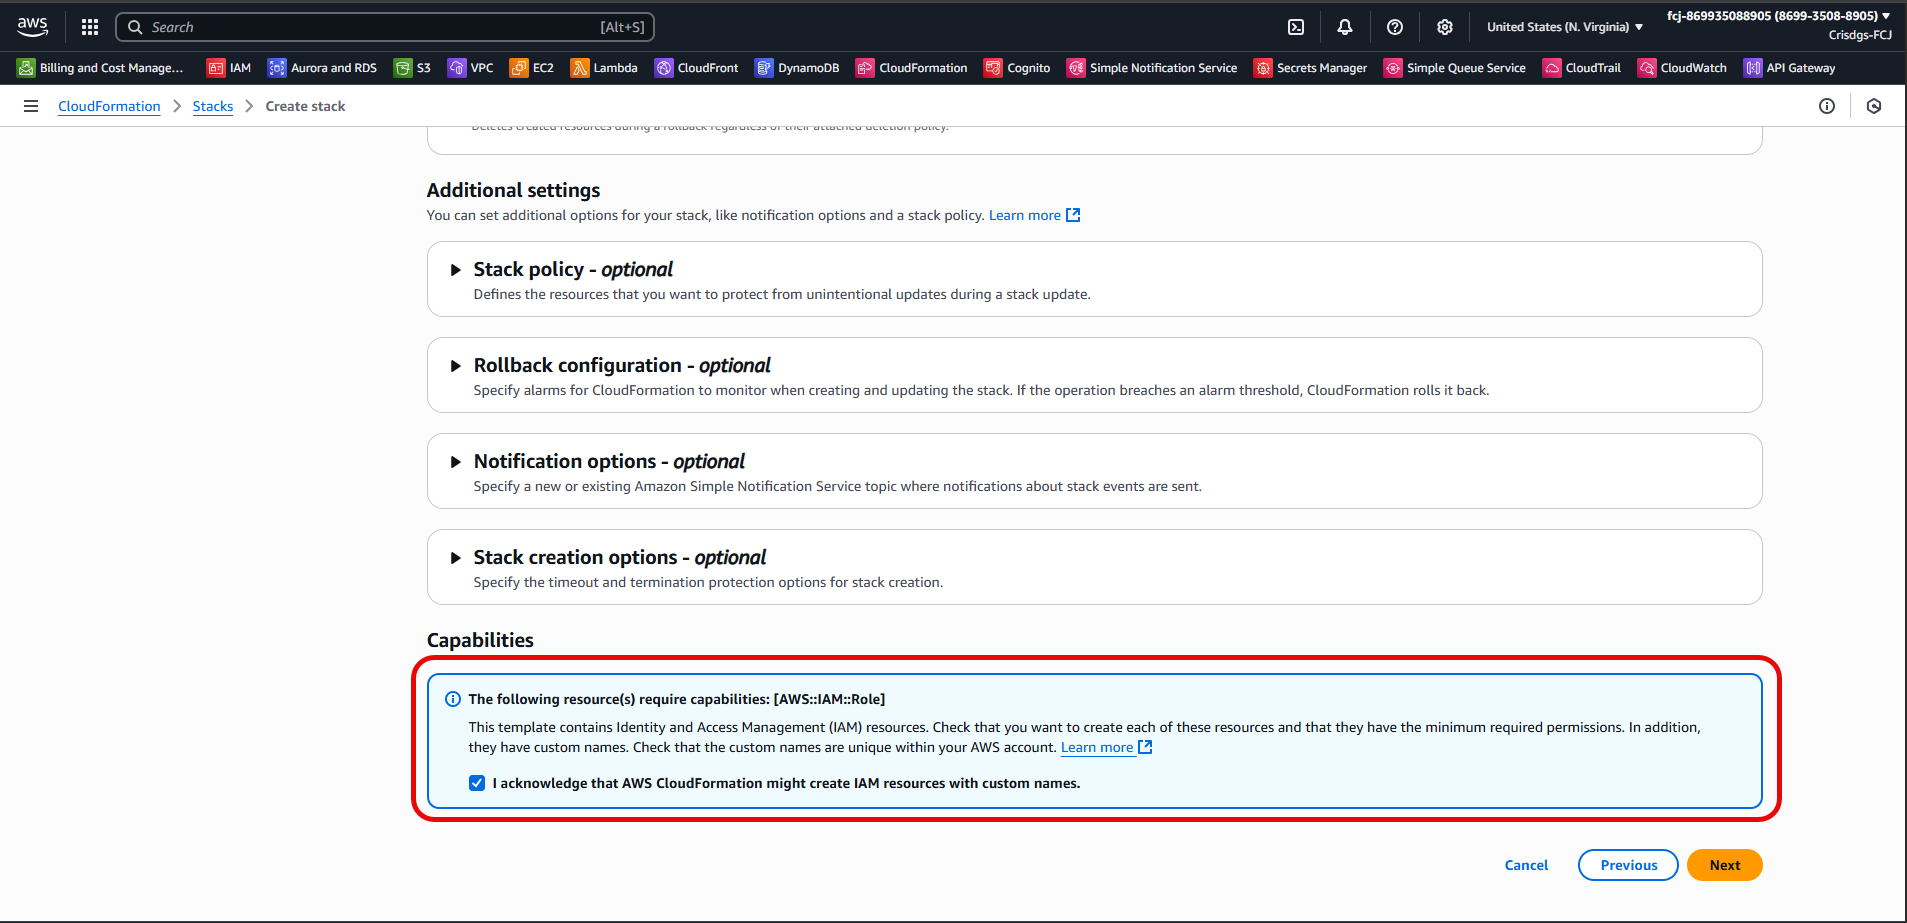 aws
Search
[Alt+S]
United States (N. Virginia) ▼
fcj-869935088905 (8699-3508-8905) ▼
Crisdgs-FCJ
Billing and Cost Manage...
IAM
Aurora and RDS
S3
VPC
EC2
Lambda
CloudFront
DynamoDB
CloudFormation
Cognito
Simple Notification Service
Secrets Manager
Simple Queue Service
CloudTrail
CloudWatch
API Gateway
CloudFormation
Stacks
Create stack
Deletes created resources during a rollback regardless of their attached deletion policy.
Additional settings
You can set additional options for your stack, like notification options and a stack policy. Learn more
Stack policy - optional
Defines the resources that you want to protect from unintentional updates during a stack update.
Rollback configuration - optional
Specify alarms for CloudFormation to monitor when creating and updating the stack. If the operation breaches an alarm threshold, CloudFormation rolls it back.
Notification options - optional
Specify a new or existing Amazon Simple Notification Service topic where notifications about stack events are sent.
Stack creation options - optional
Specify the timeout and termination protection options for stack creation.
Capabilities
The following resource(s) require capabilities: [AWS::IAM::Role]
This template contains Identity and Access Management (IAM) resources. Check that you want to create each of these resources and that they have the minimum required permissions. In addition,
they have custom names. Check that the custom names are unique within your AWS account. Learn more
I acknowledge that AWS CloudFormation might create IAM resources with custom names.
Cancel
Previous
Next